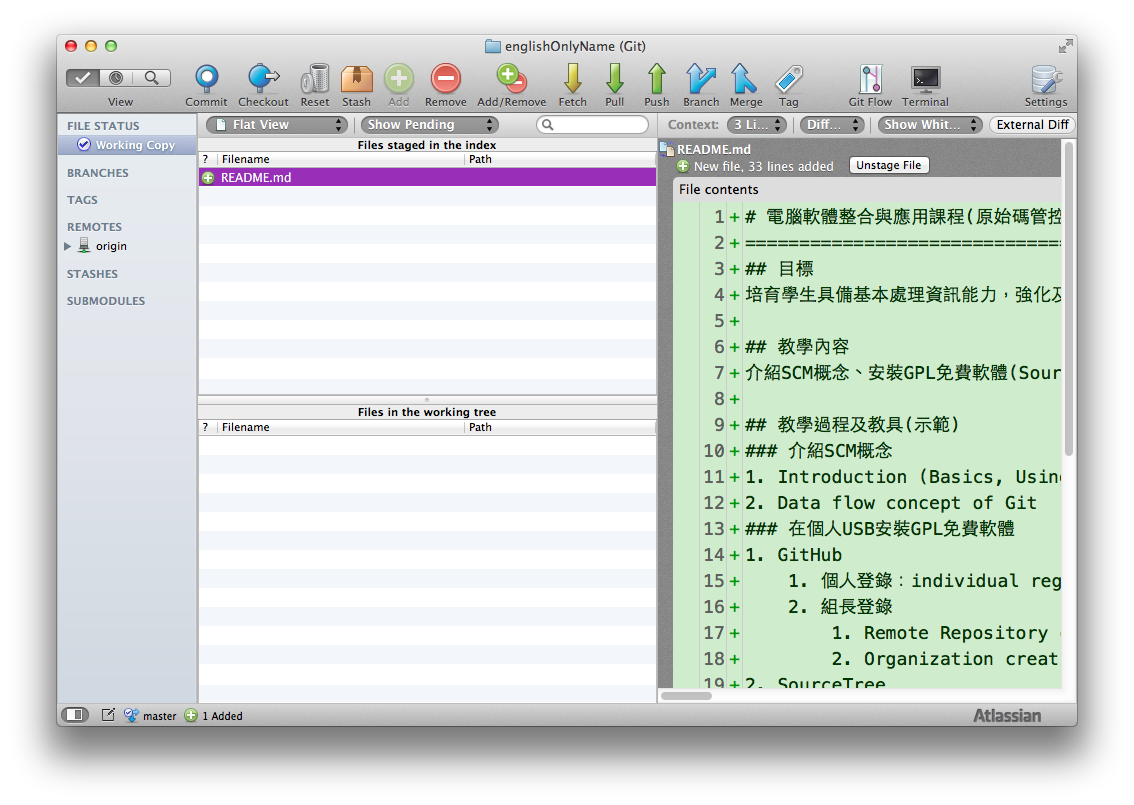 englishOnlyName (Git)
View Commit Checkout Reset Stash Add Remove Add/Remove Fetch Pull Push Branch Merge Tag Git Flow Terminal Settings
FILE STATUS
Working Copy
BRANCHES
TAGS
REMOTES
origin
STASHES
SUBMODULES
Flat View Show Pending
Files staged in the index
? Filename Path
README.md
Files in the working tree
? Filename Path
Context: 3 Li... Diff... Show Whit... External Diff
README.md
New file, 33 lines added Unstage File
File contents
1 + # 電腦軟體整合與應用課程(原始碼管控
2 + ==============================
3 + ## 目標
4 + 培育學生具備基本處理資訊能力，強化及
5 +
6 + ## 教學內容
7 + 介紹SCM概念、安裝GPL免費軟體(Sour
8 +
9 + ## 教學過程及教具(示範)
10 + ### 介紹SCM概念
11 + 1. Introduction (Basics, Using
12 + 2. Data flow concept of Git
13 + ### 在個人USB安裝GPL免費軟體
14 + 1. GitHub
15 + 1. 個人登錄：individual reg
16 + 2. 組長登錄
17 + 1. Remote Repository
18 + 2. Organization creat
19 + 2. SourceTree
master 1 Added
Atlassian